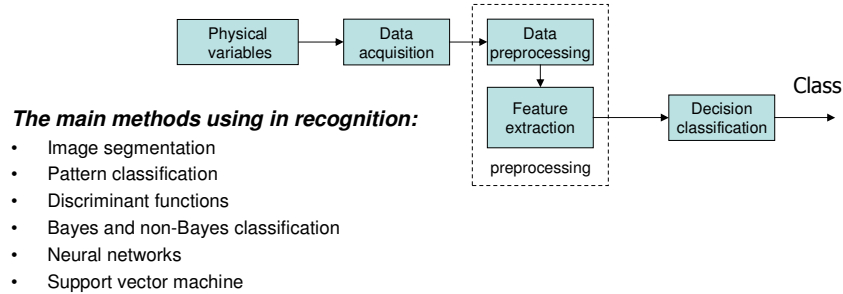 Physical
variables
Data
acquisition
Data
preprocessing
Feature
extraction
preprocessing
Decision
classification
Class
The main methods using in recognition:
• Image segmentation
• Pattern classification
• Discriminant functions
• Bayes and non-Bayes classification
• Neural networks
• Support vector machine